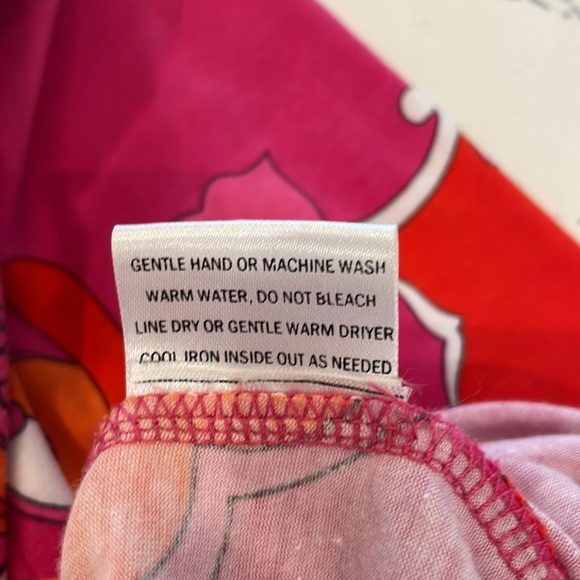 GENTLE HAND OR MACHINE WASH
WARM WATER, DO NOT BLEACH
LINE DRY OR GENTLE WARM DRIYER
COOL IRON INSIDE OUT AS NEEDED